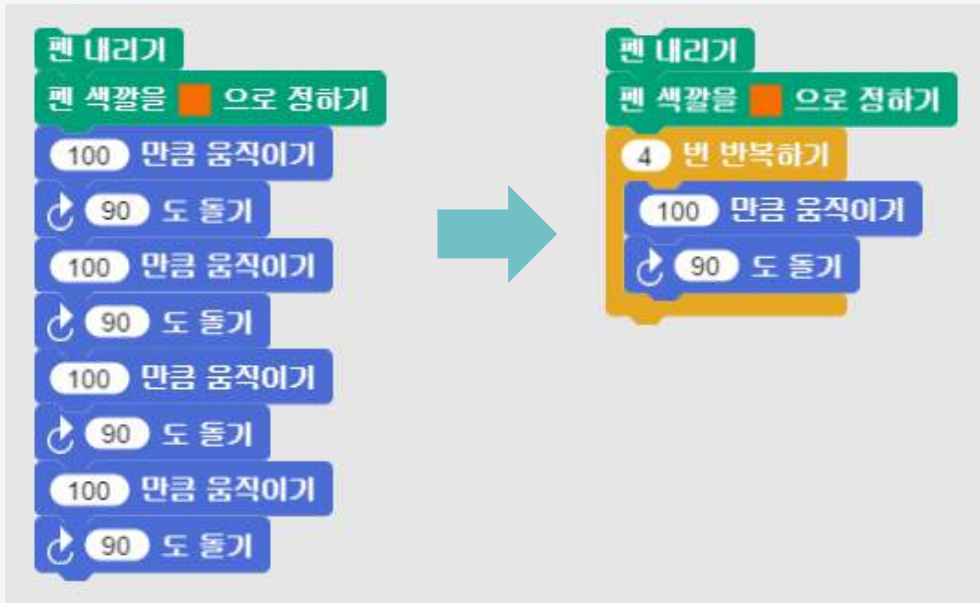 펜 내리기
펜 색깔을 으로 정하기
100 만큼 움직이기
90 도 돌기
100 만큼 움직이기
90 도 돌기
100 만큼 움직이기
90 도 돌기
100 만큼 움직이기
90 도 돌기
펜 내리기
펜 색깔을 으로 정하기
4 번 반복하기
100 만큼 움직이기
90 도 돌기